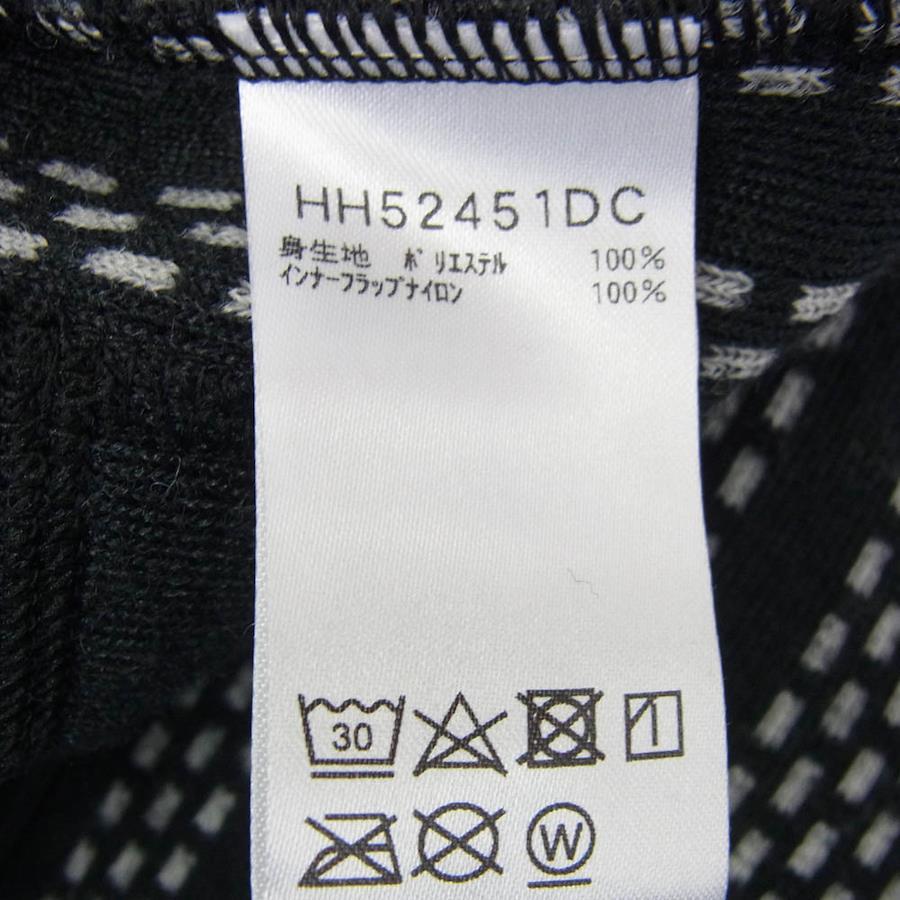 HH52451DC
身生地 ポリエステル 100%
インナーフラップナイロン 100%
30
W